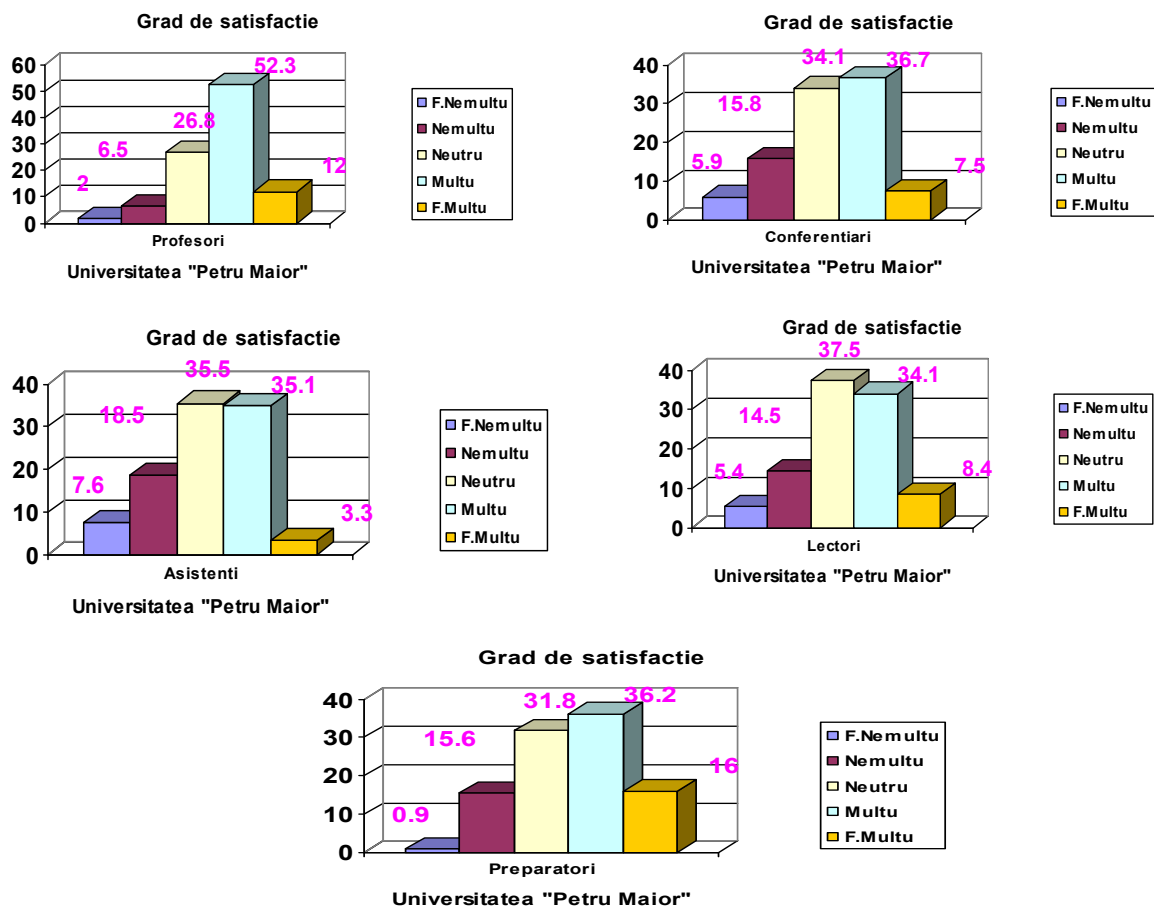 Grad de satisfactie
60
50
40
30
20
10
0
2
6.5
26.8
52.3
12
Profesori
Universitatea "Petru Maior"
F.Nemultu
Nemultu
Neutru
Multu
F.Multu
Grad de satisfactie
40
30
20
10
0
5.9
15.8
34.1
36.7
7.5
Conferentiari
Universitatea "Petru Maior"
F.Nemultu
Nemultu
Neutru
Multu
F.Multu
Grad de satisfactie
40
30
20
10
0
7.6
18.5
35.5
35.1
3.3
Asistenti
Universitatea "Petru Maior"
F.Nemultu
Nemultu
Neutru
Multu
F.Multu
Grad de satisfactie
40
30
20
10
0
5.4
14.5
37.5
34.1
8.4
Lectori
Universitatea "Petru Maior"
F.Nemultu
Nemultu
Neutru
Multu
F.Multu
Grad de satisfactie
40
30
20
10
0
0.9
15.6
31.8
36.2
16
Preparatori
Universitatea "Petru Maior"
F.Nemultu
Nemultu
Neutru
Multu
F.Multu